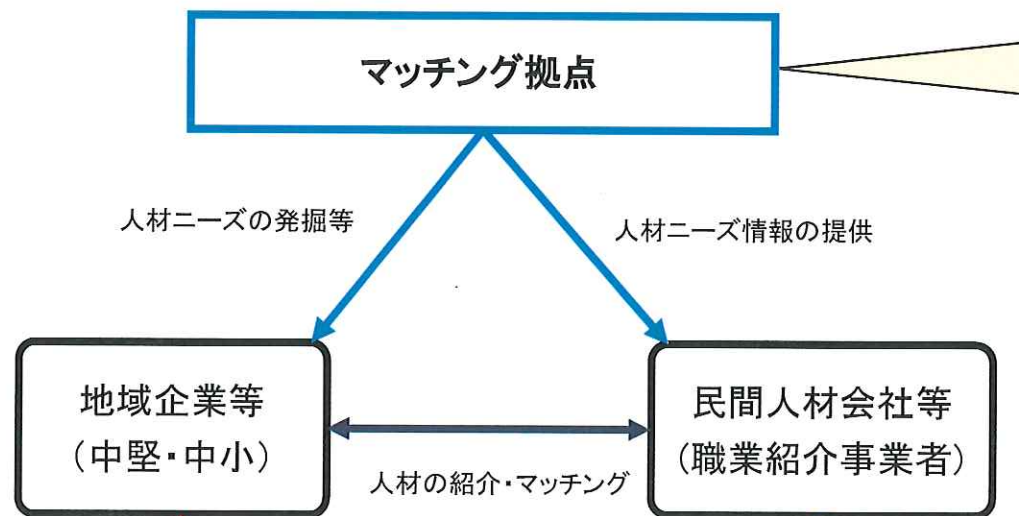 マッチング拠点
人材ニーズの発掘等
人材ニーズ情報の提供
地域企業等
(中堅・中小)
民間人材会社等
(職業紹介事業者)
人材の紹介・マッチング